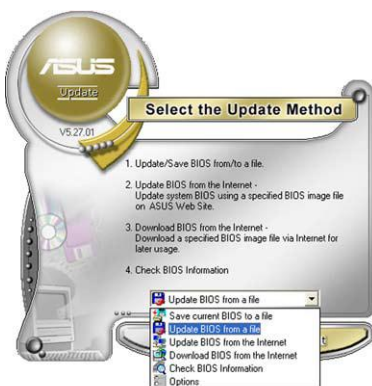 ASUS
Update
V5.27.01
Select the Update Method
1. Update/Save BIOS from/to a file.
2. Update BIOS from the Internet -
Update system BIOS using a specified BIOS image file
on ASUS Web Site.
3. Download BIOS from the Internet -
Download a specified BIOS image file via Internet for
later usage.
4. Check BIOS Information
Update BIOS from a file
Save current BIOS to a file
Update BIOS from a file
Update BIOS from the Internet
Download BIOS from the Internet
Check BIOS Information
Options